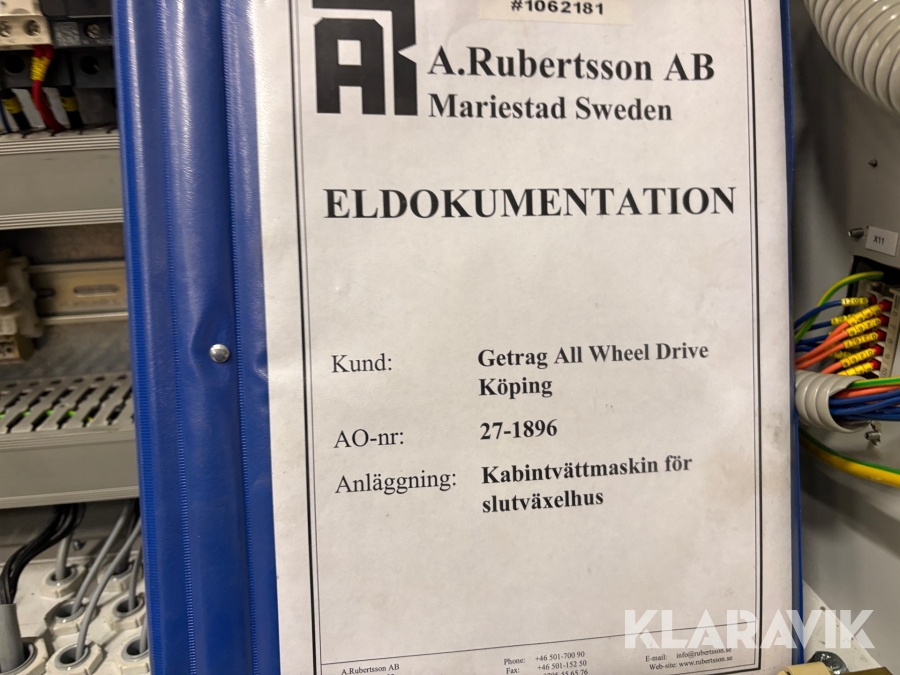 #1062181
A.Rubertsson AB
Mariestad Sweden
ELDOKUMENTATION
Kund: Getrag All Wheel Drive
Köping
AO-nr: 27-1896
Anläggning: Kabintvättmaskin för
slutväxelhus
X11
KLARAVIK
A.Rubertsson AB
Phone: +46 501-700 90
Fax: +46 501-152 50
E-mail: info@rubertsson.se
Web-site: www.rubertsson.se